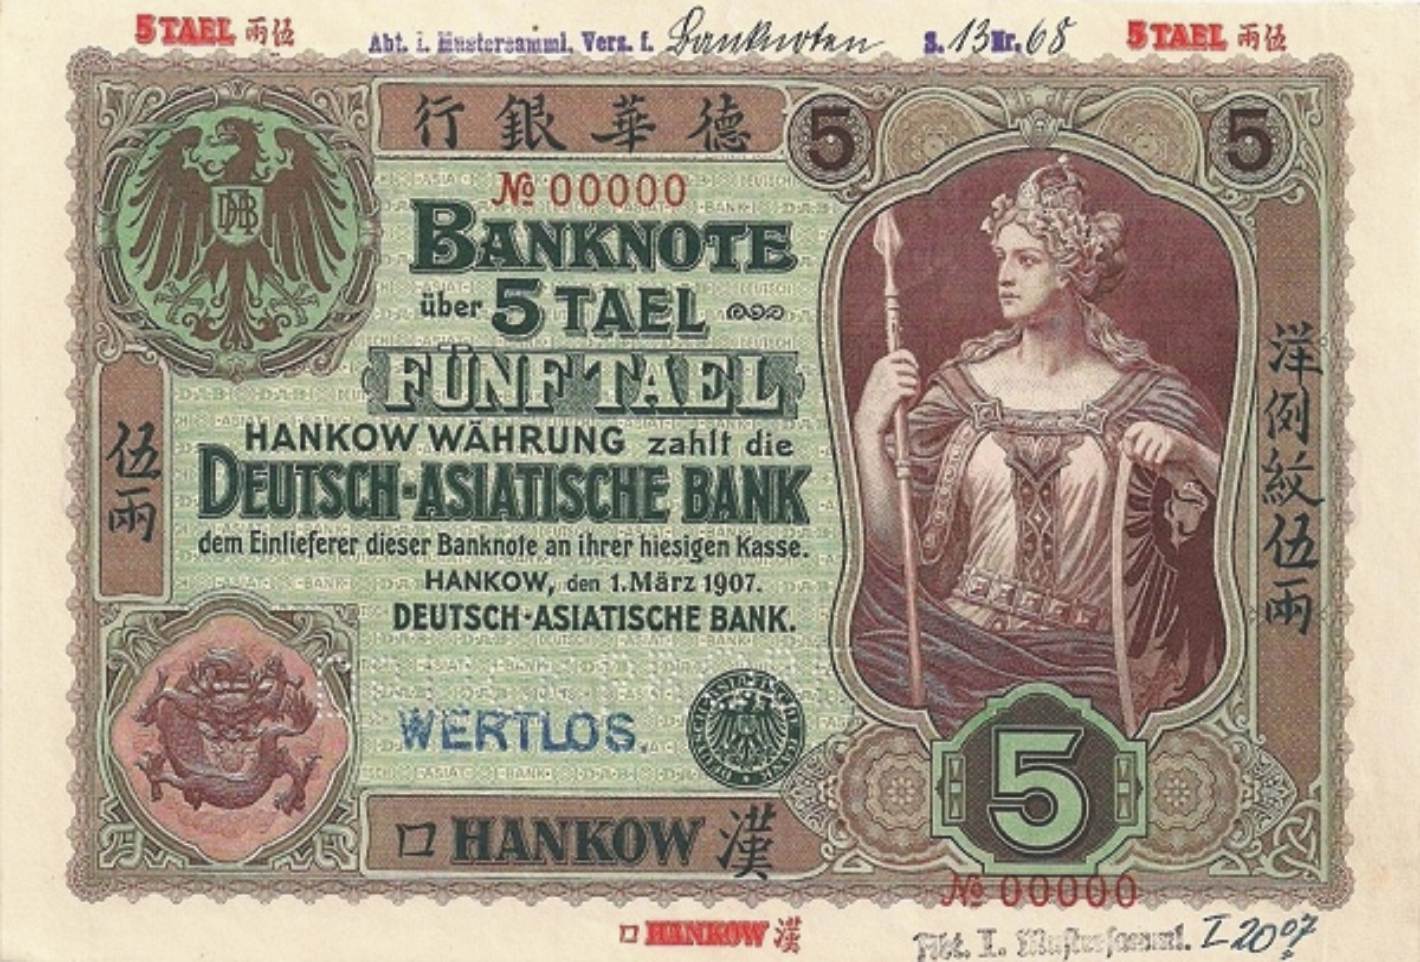 5 TAEL 兩伍
Abt. i. Mustersamml. Verz. f. Banknoten S. 13 Nr. 68
5 TAEL 兩伍
行銀華德
5
5
№ 00000
DAB
BANKNOTE
über 5 TAEL
FÜNF TAEL
HANKOW WÄHRUNG zahlt die
DEUTSCH-ASIATISCHE BANK
dem Einlieferer dieser Banknote an ihrer hiesigen Kasse.
HANKOW, den 1. März 1907.
DEUTSCH-ASIATISCHE BANK.
伍兩
洋例紋伍兩
WERTLOS.
5
口 HANKOW 漢
№ 00000
口 HANKOW 漢
Abt. I. Mustersamml. I 2007